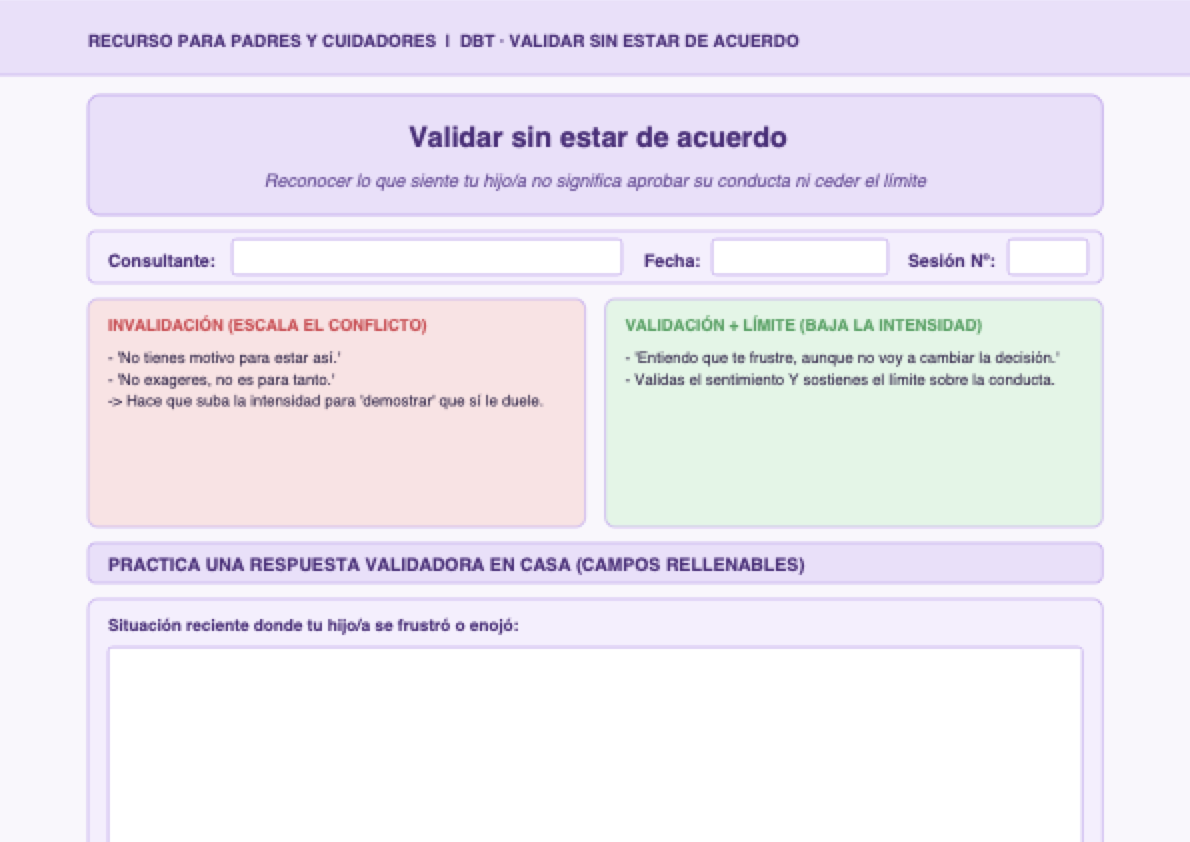 RECURSO PARA PADRES Y CUIDADORES | DBT · VALIDAR SIN ESTAR DE ACUERDO
Validar sin estar de acuerdo
Reconocer lo que siente tu hijo/a no significa aprobar su conducta ni ceder el límite
Consultante:
Fecha:
Sesión Nº:
INVALIDACIÓN (ESCALA EL CONFLICTO)
- 'No tienes motivo para estar así.'
- 'No exageres, no es para tanto.'
-> Hace que suba la intensidad para 'demostrar' que sí le duele.
VALIDACIÓN + LÍMITE (BAJA LA INTENSIDAD)
- 'Entiendo que te frustre, aunque no voy a cambiar la decisión.'
- Validas el sentimiento Y sostienes el límite sobre la conducta.
PRACTICA UNA RESPUESTA VALIDADORA EN CASA (CAMPOS RELLENABLES)
Situación reciente donde tu hijo/a se frustró o enojó: